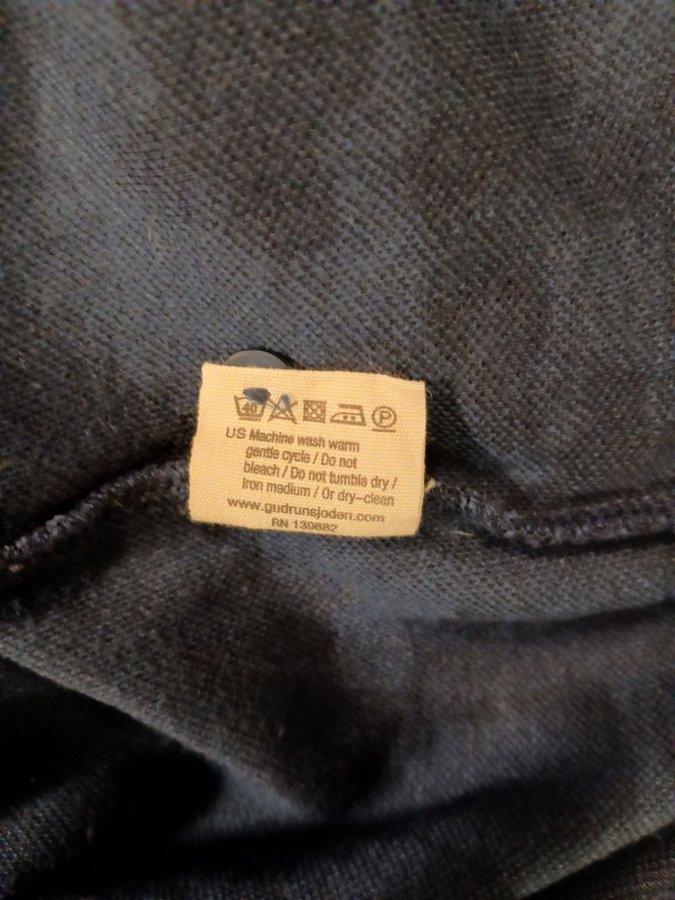 40 P
US Machine wash warm
gentle cycle / Do not
bleach / Do not tumble dry /
Iron medium / Or dry-clean
www.gudrunsjoden.com
RN 139882